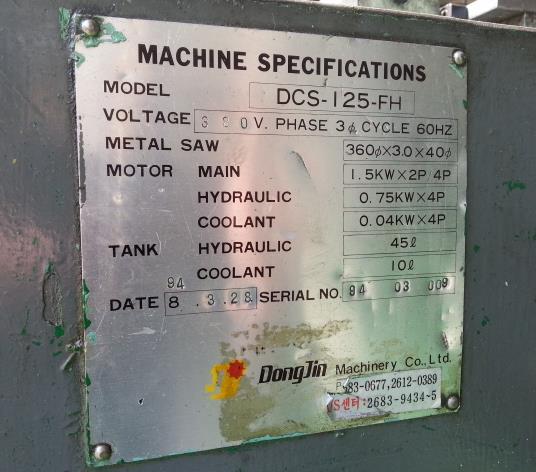 MACHINE SPECIFICATIONS
MODEL DCS-125-FH
VOLTAGE 380V. PHASE 3ϕ CYCLE 60HZ
METAL SAW 360ϕ×3.0×40ϕ
MOTOR MAIN 1.5KW×2P/4P
HYDRAULIC 0.75KW×4P
COOLANT 0.04KW×4P
TANK HYDRAULIC 45ℓ
COOLANT 10ℓ
94
DATE 8 .3.28 SERIAL NO. 94 03 009
DongJin Machinery Co., Ltd.
683-0677,2612-0389
S센터:2683-9434~5